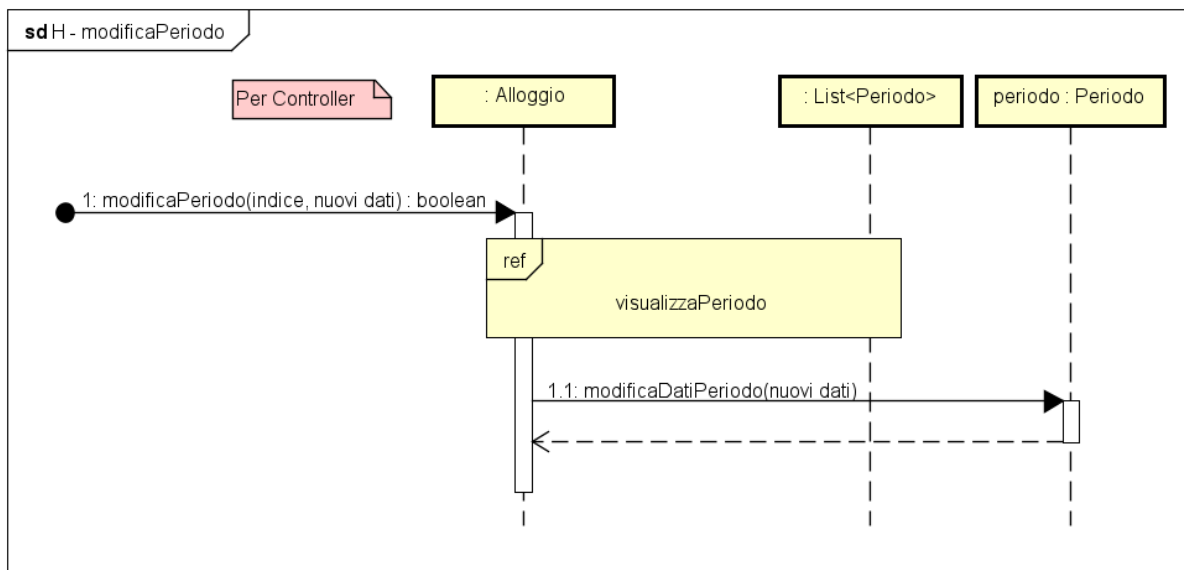 sd H - modificaPeriodo
Per Controller
: Alloggio
: List<Periodo>
periodo : Periodo
1: modificaPeriodo(indice, nuovi dati) : boolean
ref
visualizzaPeriodo
1.1: modificaDatiPeriodo(nuovi dati)